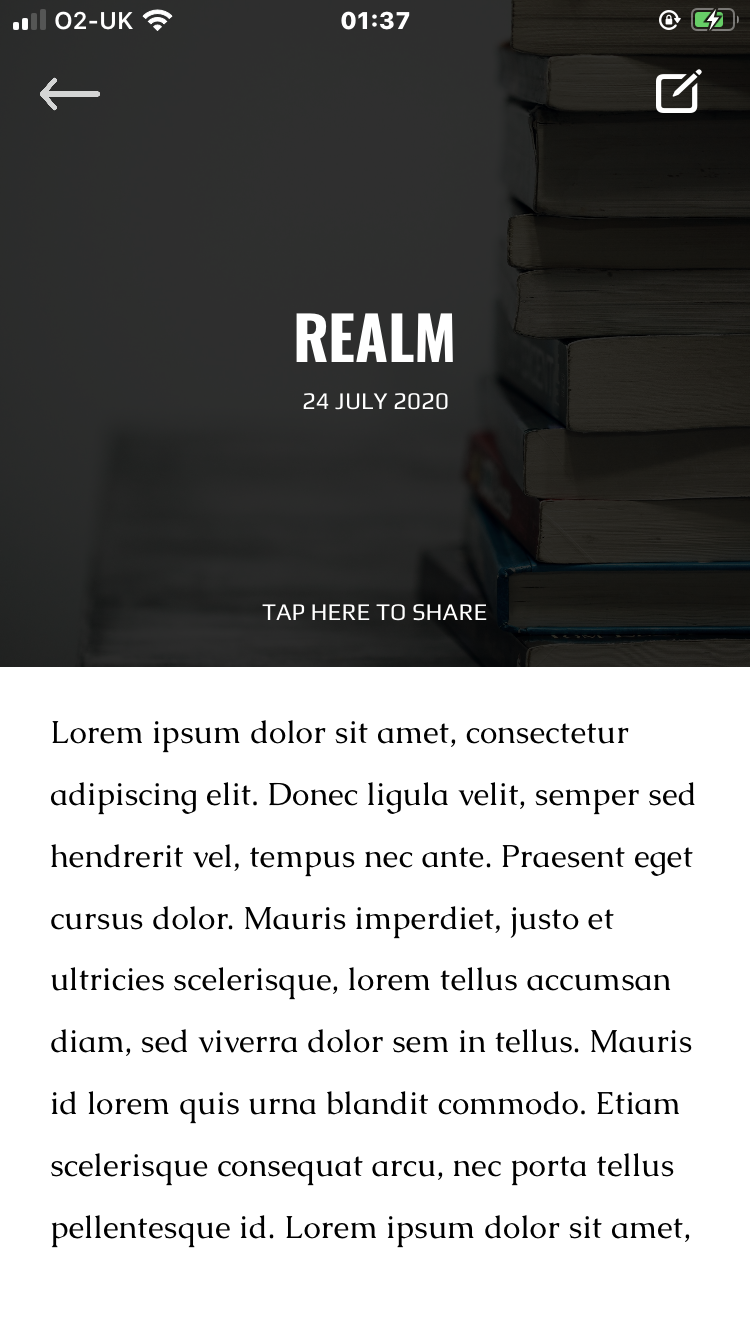 O2-UK 01:37
REALM
24 JULY 2020
TAP HERE TO SHARE
Lorem ipsum dolor sit amet, consectetur
adipiscing elit. Donec ligula velit, semper sed
hendrerit vel, tempus nec ante. Praesent eget
cursus dolor. Mauris imperdiet, justo et
ultricies scelerisque, lorem tellus accumsan
diam, sed viverra dolor sem in tellus. Mauris
id lorem quis urna blandit commodo. Etiam
scelerisque consequat arcu, nec porta tellus
pellentesque id. Lorem ipsum dolor sit amet,